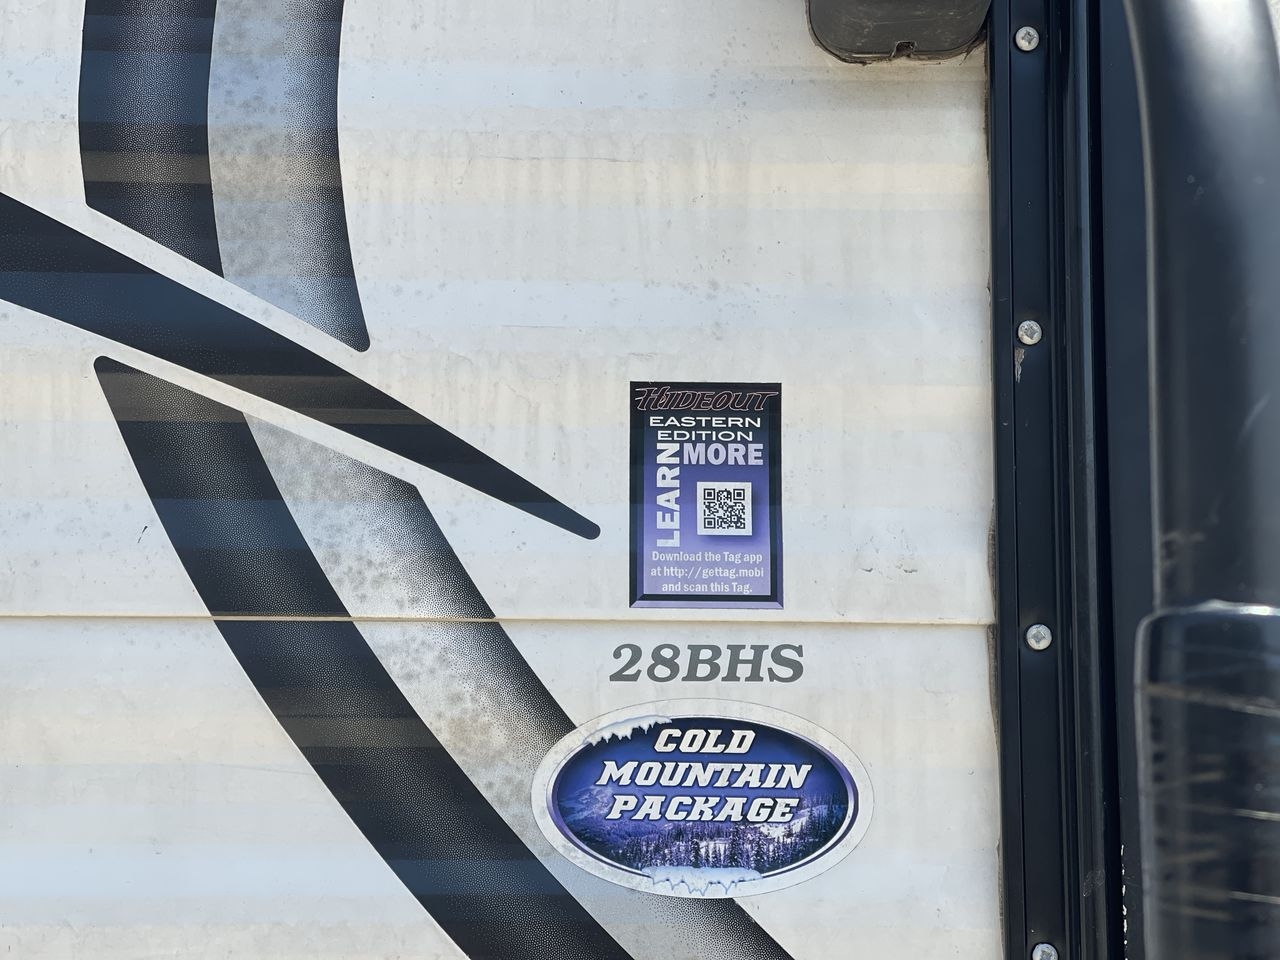 HIDEOUT
EASTERN
EDITION
LEARN MORE
Download the Tag app
at http://gettag.mobi
and scan this Tag.
28BHS
COLD
MOUNTAIN
PACKAGE